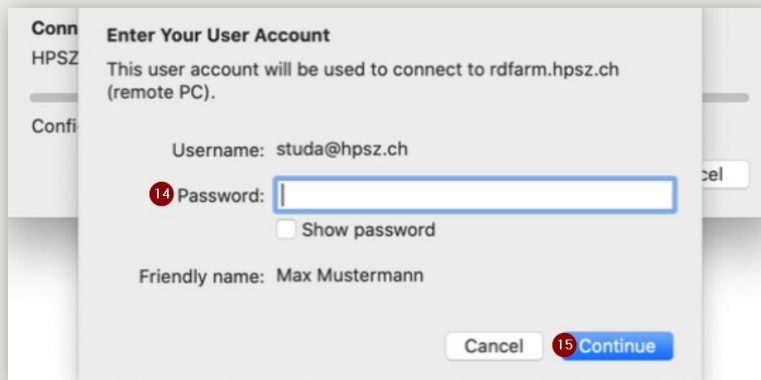 Conn
HPSZ
Confi
cel
Enter Your User Account
This user account will be used to connect to rdfarm.hpsz.ch
(remote PC).
Username: studa@hpsz.ch
14 Password:
Show password
Friendly name: Max Mustermann
Cancel 15 Continue